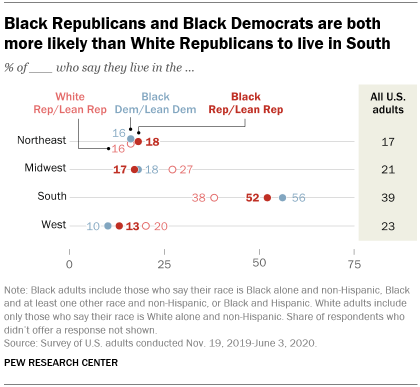 Black Republicans and Black Democrats are both
more likely than White Republicans to live in South
% of ___ who say they live in the ...
White
Rep/Lean Rep
Black
Dem/Lean Dem
Black
Rep/Lean Rep
All U.S.
adults
Northeast 16 16 18 17
Midwest 17 18 27 21
South 38 52 56 39
West 10 13 20 23
0 25 50 75
Note: Black adults include those who say their race is Black alone and non-Hispanic, Black
and at least one other race and non-Hispanic, or Black and Hispanic. White adults include
only those who say their race is White alone and non-Hispanic. Share of respondents who
didn't offer a response not shown.
Source: Survey of U.S. adults conducted Nov. 19, 2019-June 3, 2020.
PEW RESEARCH CENTER